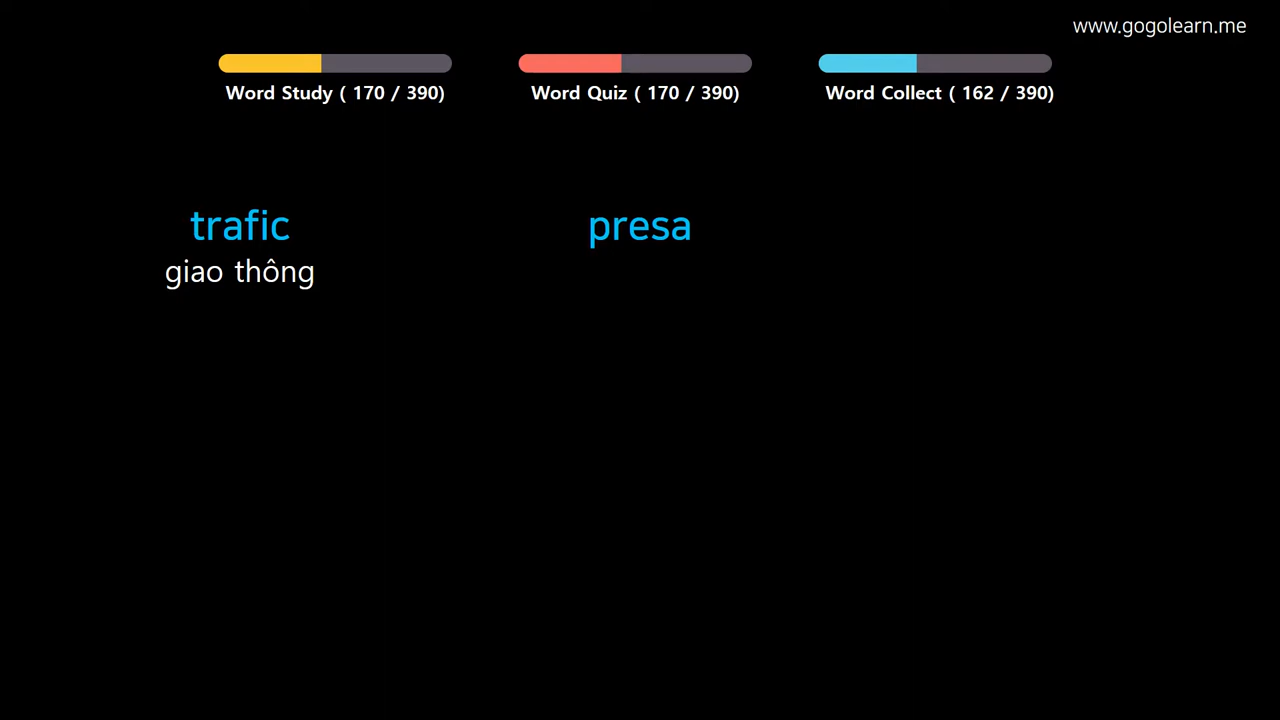 www.gogolearn.me
Word Study ( 170 / 390)
Word Quiz ( 170 / 390)
Word Collect ( 162 / 390)
trafic
giao thông
presa